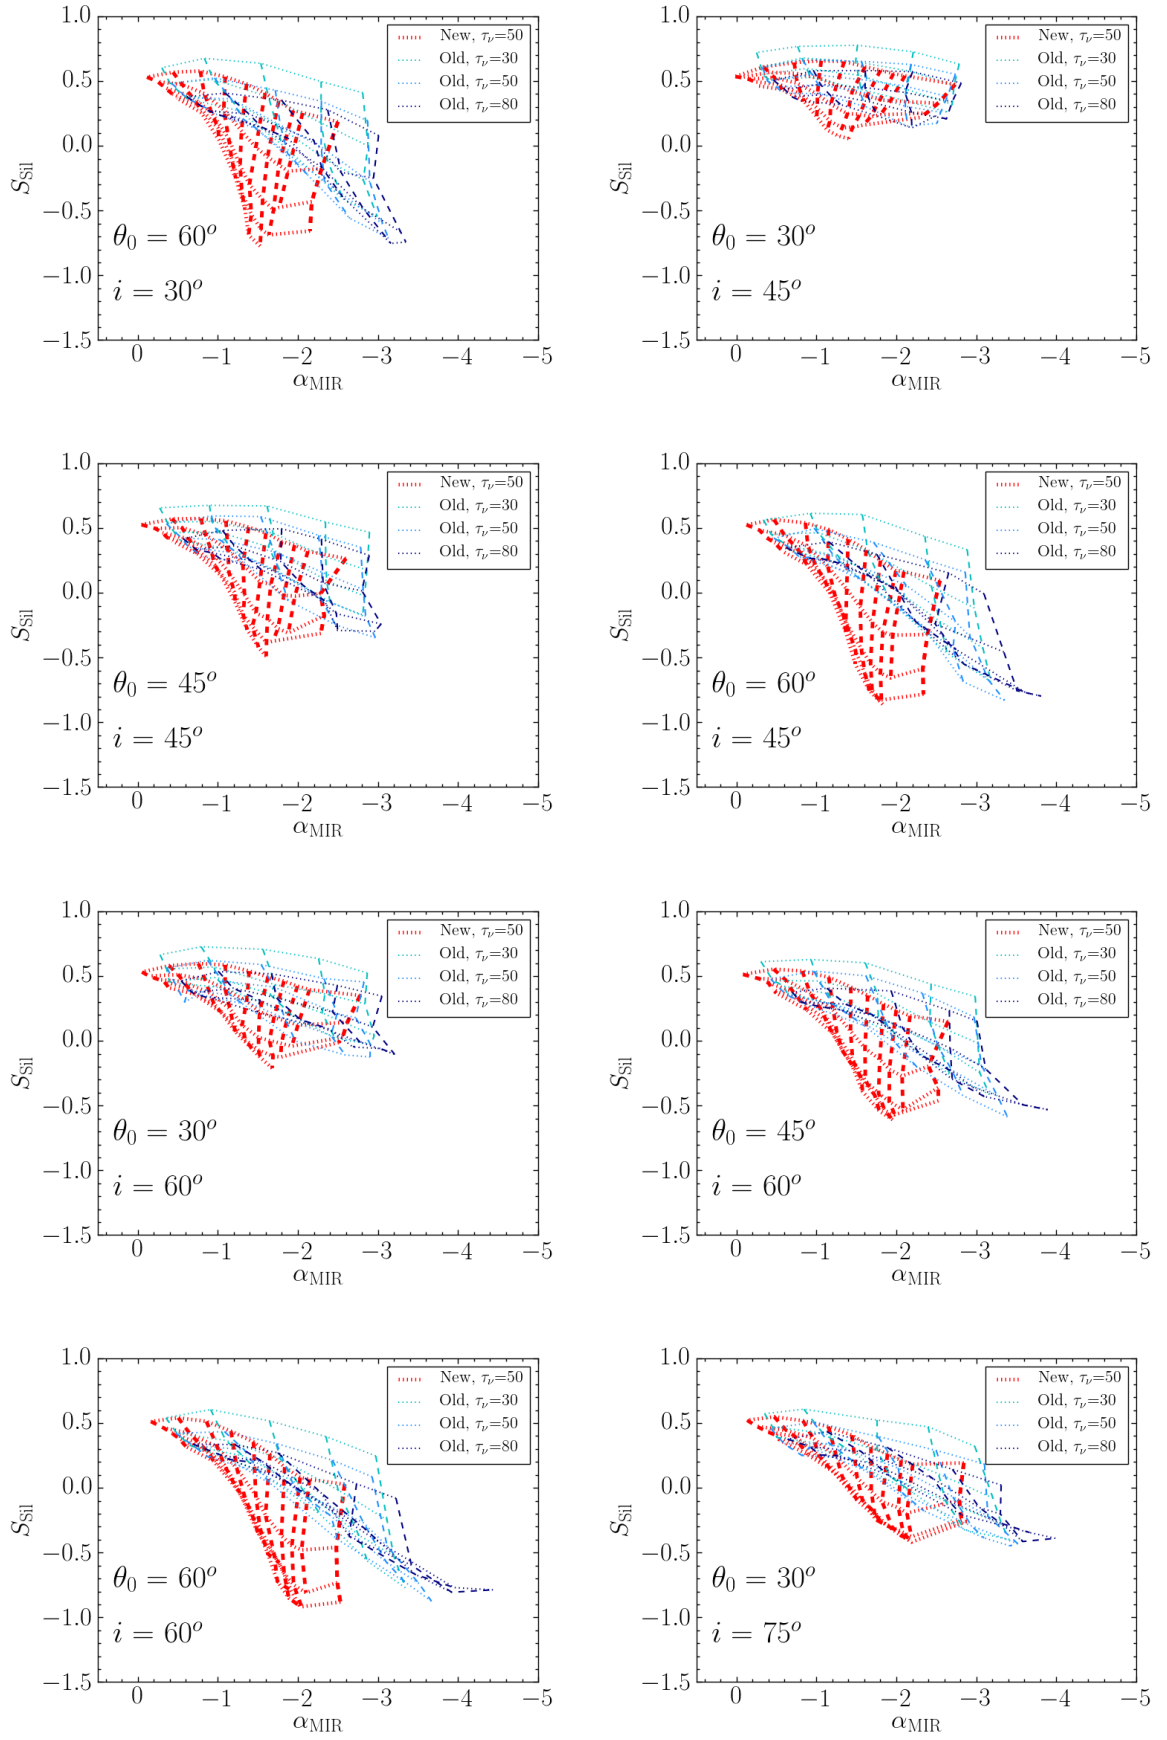 1.0
0.5
0.0
−0.5
−1.0
−1.5
S_Sil
New, τ_ν=50
Old, τ_ν=30
Old, τ_ν=50
Old, τ_ν=80
θ_0 = 60^o
i = 30^o
0 −1 −2 −3 −4 −5
α_MIR
1.0
0.5
0.0
−0.5
−1.0
−1.5
S_Sil
New, τ_ν=50
Old, τ_ν=30
Old, τ_ν=50
Old, τ_ν=80
θ_0 = 30^o
i = 45^o
0 −1 −2 −3 −4 −5
α_MIR
1.0
0.5
0.0
−0.5
−1.0
−1.5
S_Sil
New, τ_ν=50
Old, τ_ν=30
Old, τ_ν=50
Old, τ_ν=80
θ_0 = 45^o
i = 45^o
0 −1 −2 −3 −4 −5
α_MIR
1.0
0.5
0.0
−0.5
−1.0
−1.5
S_Sil
New, τ_ν=50
Old, τ_ν=30
Old, τ_ν=50
Old, τ_ν=80
θ_0 = 60^o
i = 45^o
0 −1 −2 −3 −4 −5
α_MIR
1.0
0.5
0.0
−0.5
−1.0
−1.5
S_Sil
New, τ_ν=50
Old, τ_ν=30
Old, τ_ν=50
Old, τ_ν=80
θ_0 = 30^o
i = 60^o
0 −1 −2 −3 −4 −5
α_MIR
1.0
0.5
0.0
−0.5
−1.0
−1.5
S_Sil
New, τ_ν=50
Old, τ_ν=30
Old, τ_ν=50
Old, τ_ν=80
θ_0 = 45^o
i = 60^o
0 −1 −2 −3 −4 −5
α_MIR
1.0
0.5
0.0
−0.5
−1.0
−1.5
S_Sil
New, τ_ν=50
Old, τ_ν=30
Old, τ_ν=50
Old, τ_ν=80
θ_0 = 60^o
i = 60^o
0 −1 −2 −3 −4 −5
α_MIR
1.0
0.5
0.0
−0.5
−1.0
−1.5
S_Sil
New, τ_ν=50
Old, τ_ν=30
Old, τ_ν=50
Old, τ_ν=80
θ_0 = 30^o
i = 75^o
0 −1 −2 −3 −4 −5
α_MIR